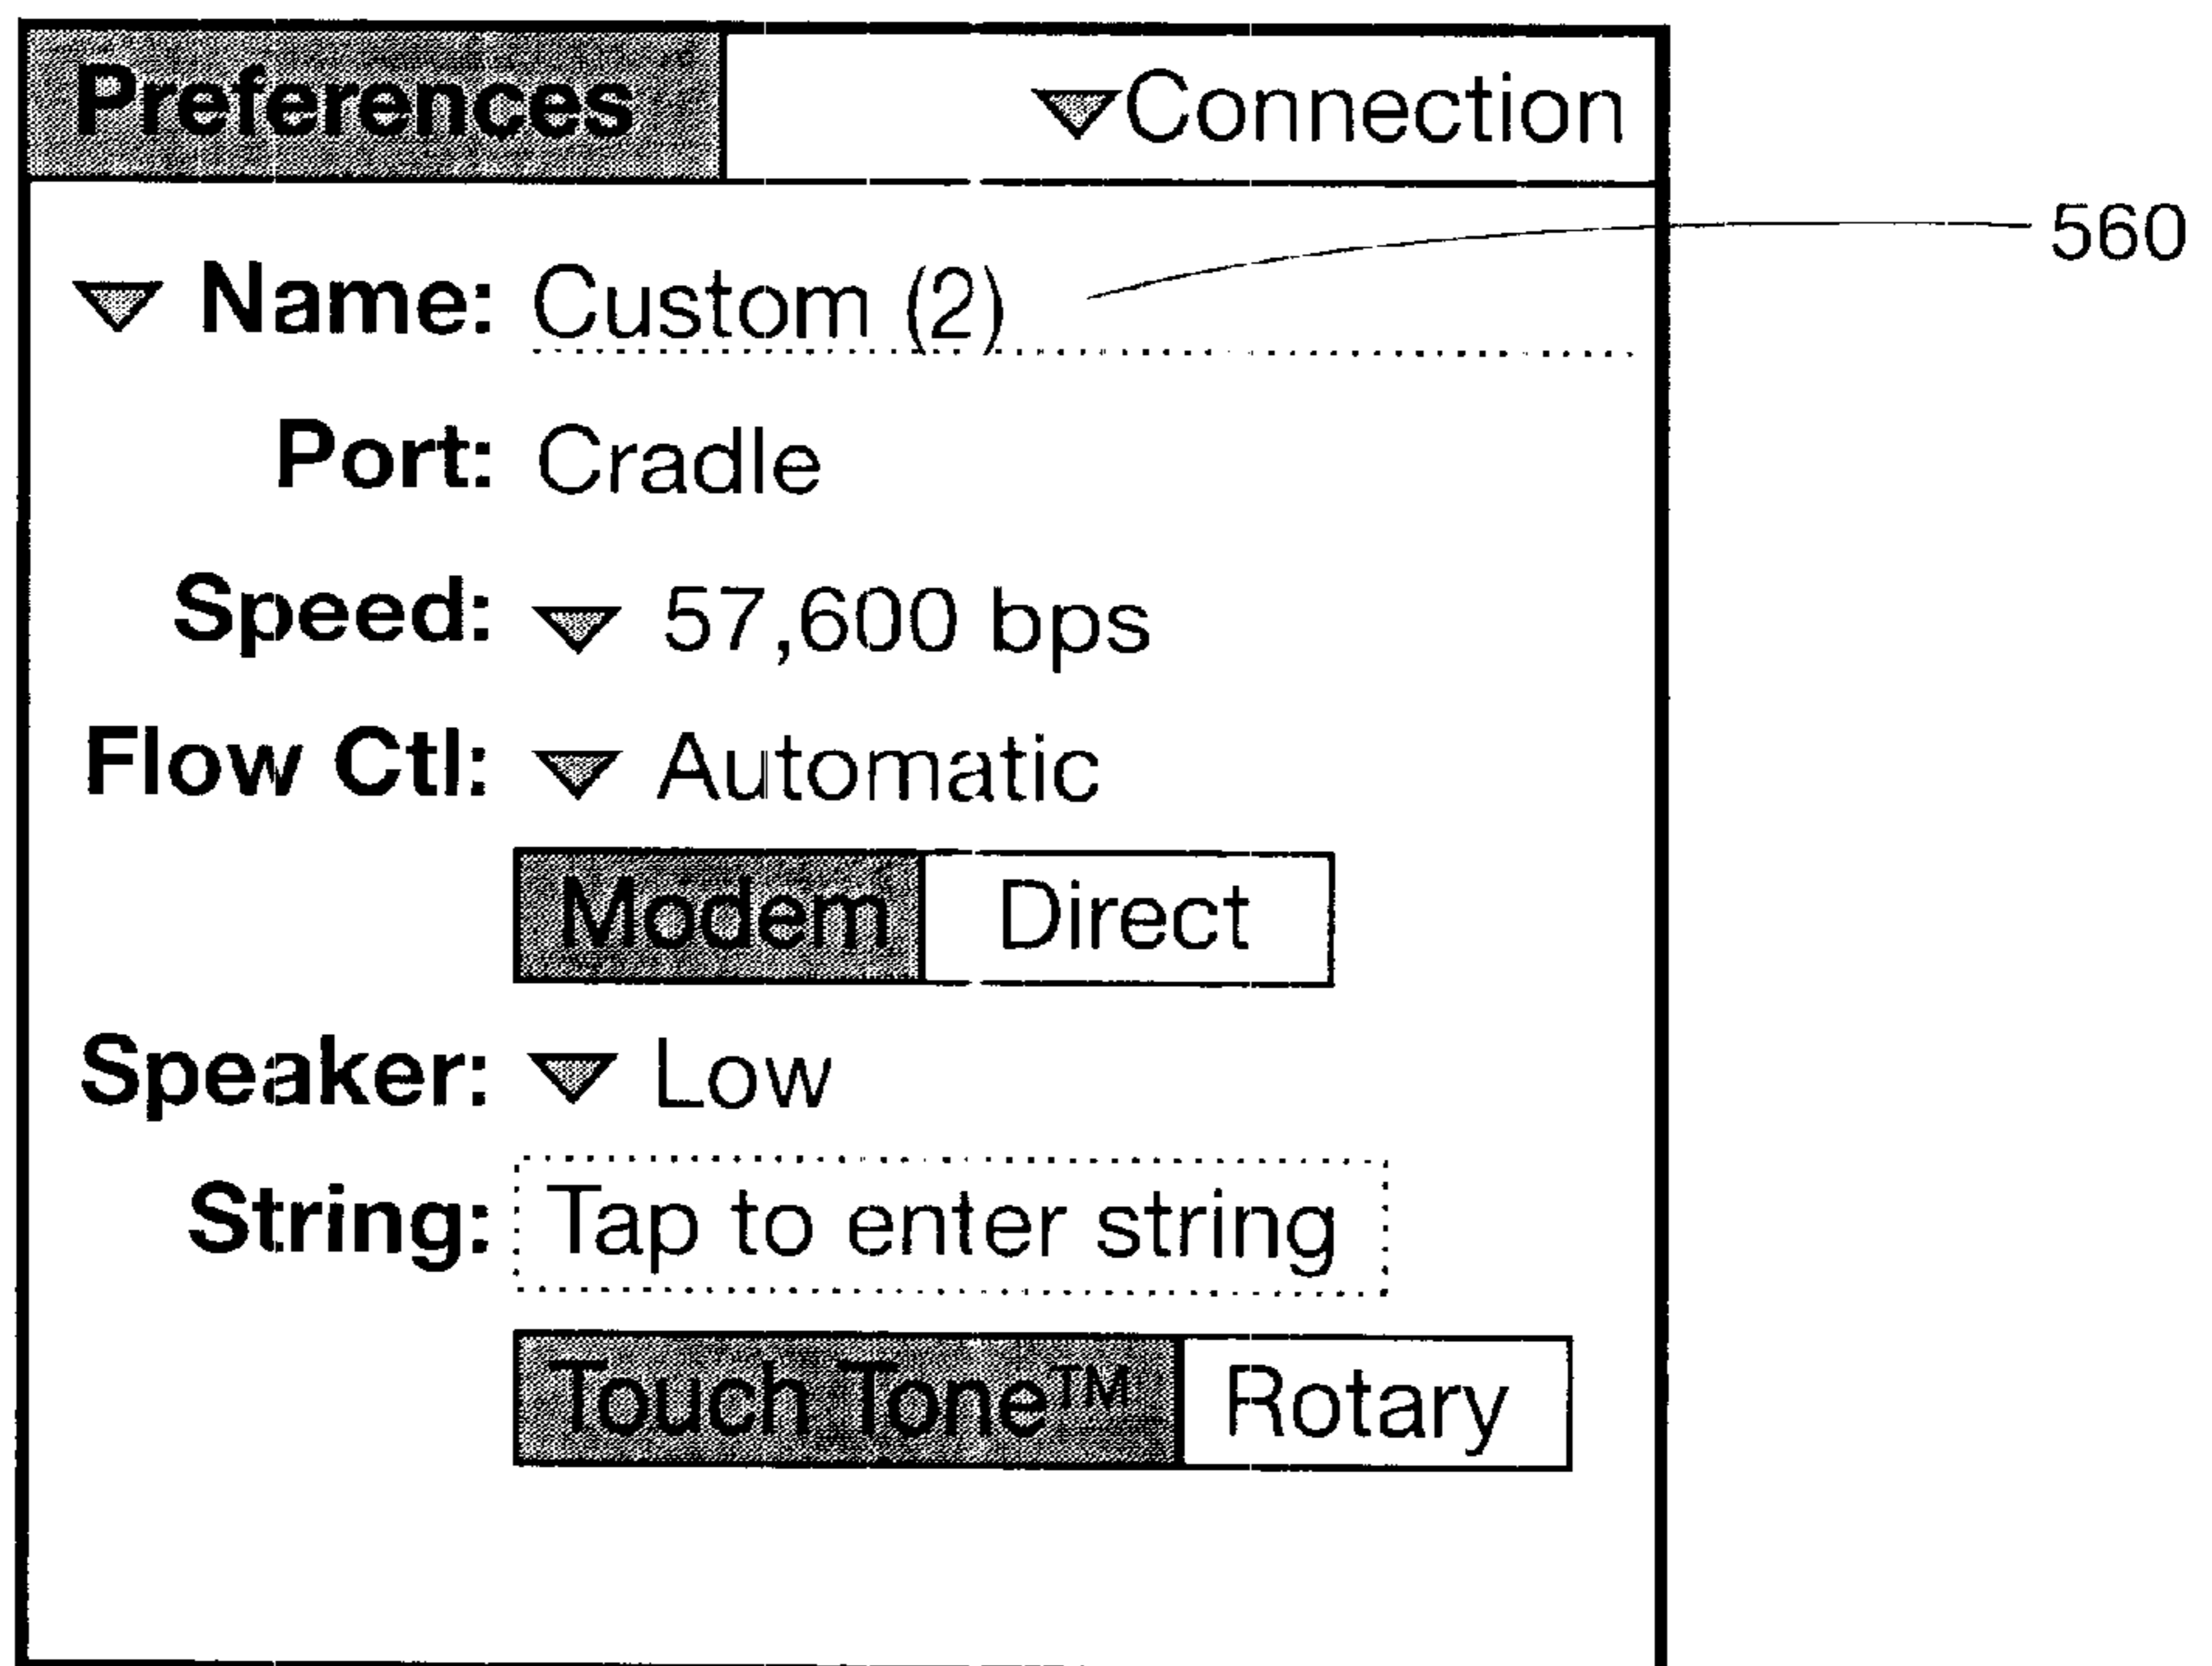 Preferences ▼Connection
560
▼ Name: Custom (2)
Port: Cradle
Speed: ▼ 57,600 bps
Flow Ctl: ▼ Automatic
Modem Direct
Speaker: ▼ Low
String: Tap to enter string
Touch Tone™ Rotary